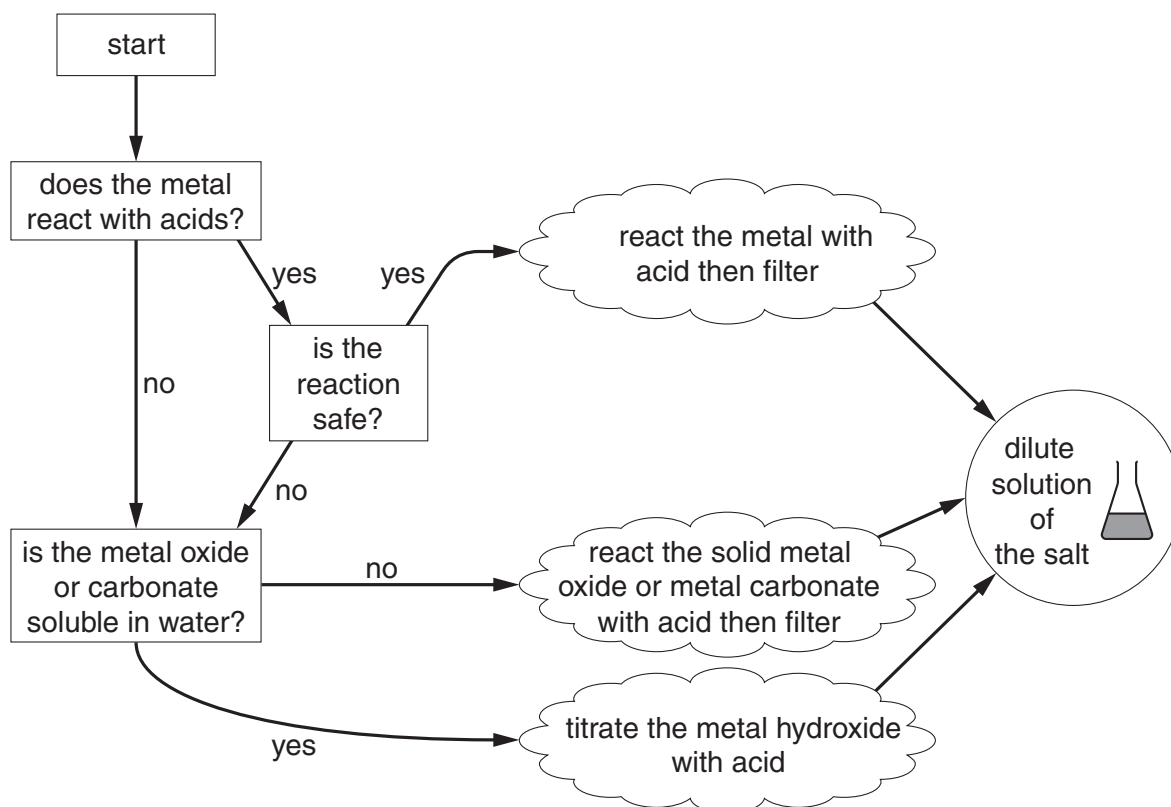 start
does the metal
react with acids?
yes
yes
react the metal with
acid then filter
is the
reaction
safe?
no
no
dilute
solution
of
the salt
is the metal oxide
or carbonate
soluble in water?
no
react the solid metal
oxide or metal carbonate
with acid then filter
yes
titrate the metal hydroxide
with acid